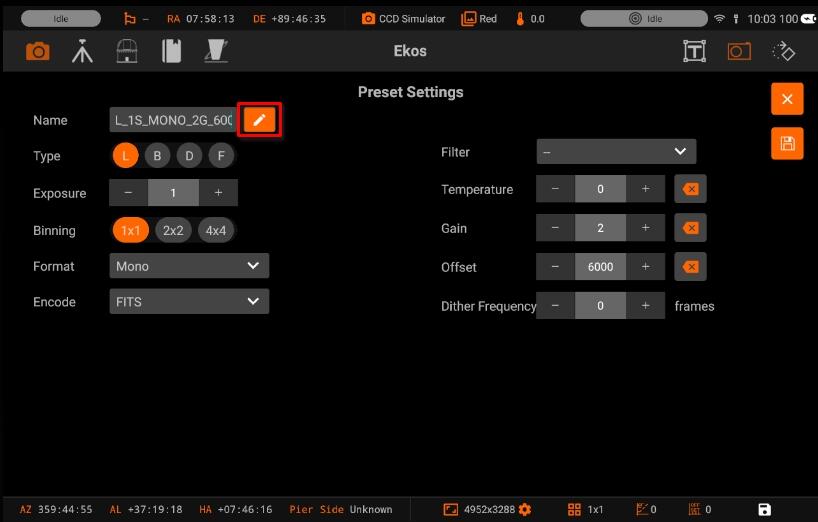 Idle – RA 07:58:13 DE +89:46:35 CCD Simulator Red 0.0 Idle 10:03 100
Ekos
Preset Settings
Name L_1S_MONO_2G_600
Type L B D F
Filter --
Exposure − 1 +
Temperature − 0 +
Binning 1x1 2x2 4x4
Gain − 2 +
Format Mono
Offset − 6000 +
Encode FITS
Dither Frequency − 0 + frames
AZ 359:44:55 AL +37:19:18 HA +07:46:16 Pier Side Unknown 4952x3288 1x1 0 0